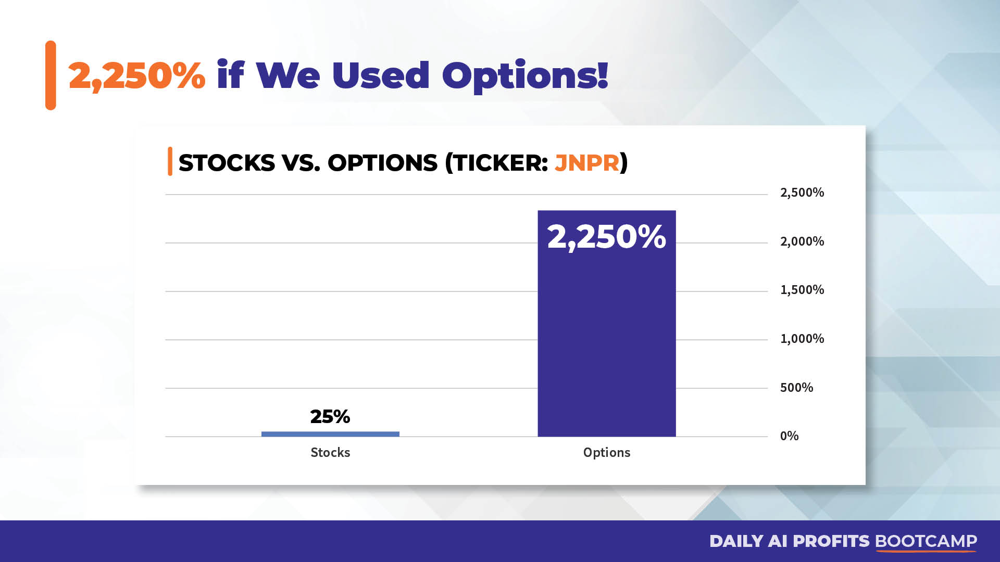 2,250% if We Used Options!
STOCKS VS. OPTIONS (TICKER: JNPR)
2,500%
2,250%
2,000%
1,500%
1,000%
500%
25%
0%
Stocks
Options
DAILY AI PROFITS BOOTCAMP